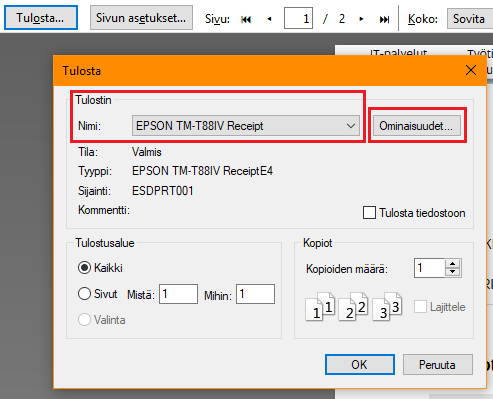 Tulosta... Sivun asetukset... Sivu: 1 / 2 Koko: Sovita
IT-palvelut
Tulosta
Tulostin
Nimi: EPSON TM-T88IV Receipt Ominaisuudet...
Tila: Valmis
Tyyppi: EPSON TM-T88IV ReceiptE4
Sijainti: ESDPRT001
Kommentti:
Tulosta tiedostoon
Tulostusalue
Kaikki
Sivut Mistä: 1 Mihin: 1
Valinta
Kopiot
Kopioiden määrä: 1
1 1 2 2 3 3
Lajittele
OK Peruuta